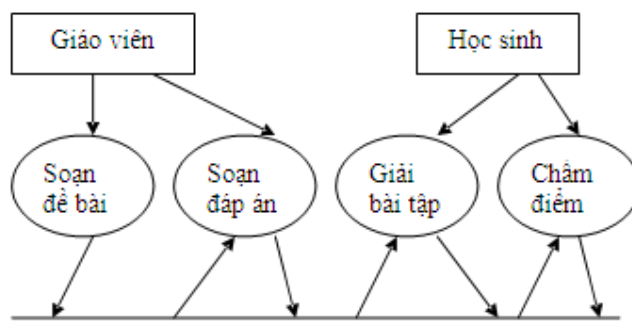 Giáo viên
Học sinh
Soạn
đề bài
Soạn
đáp án
Giải
bài tập
Chấm
điểm